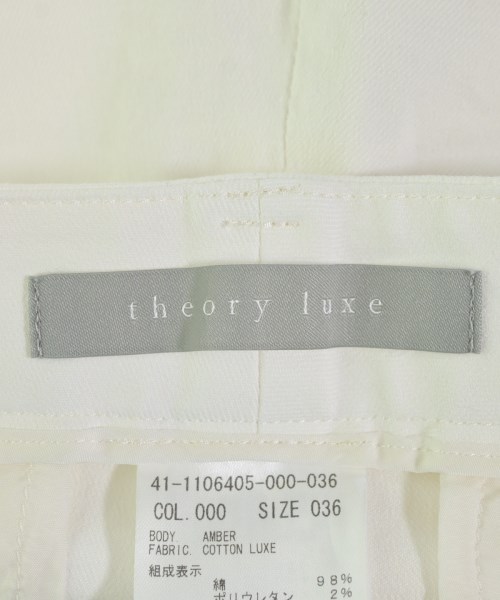 theory luxe
41-1106405-000-036
COL.000 SIZE 036
BODY. AMBER
FABRIC. COTTON LUXE
組成表示
綿 98%
ポリウレタン 2%